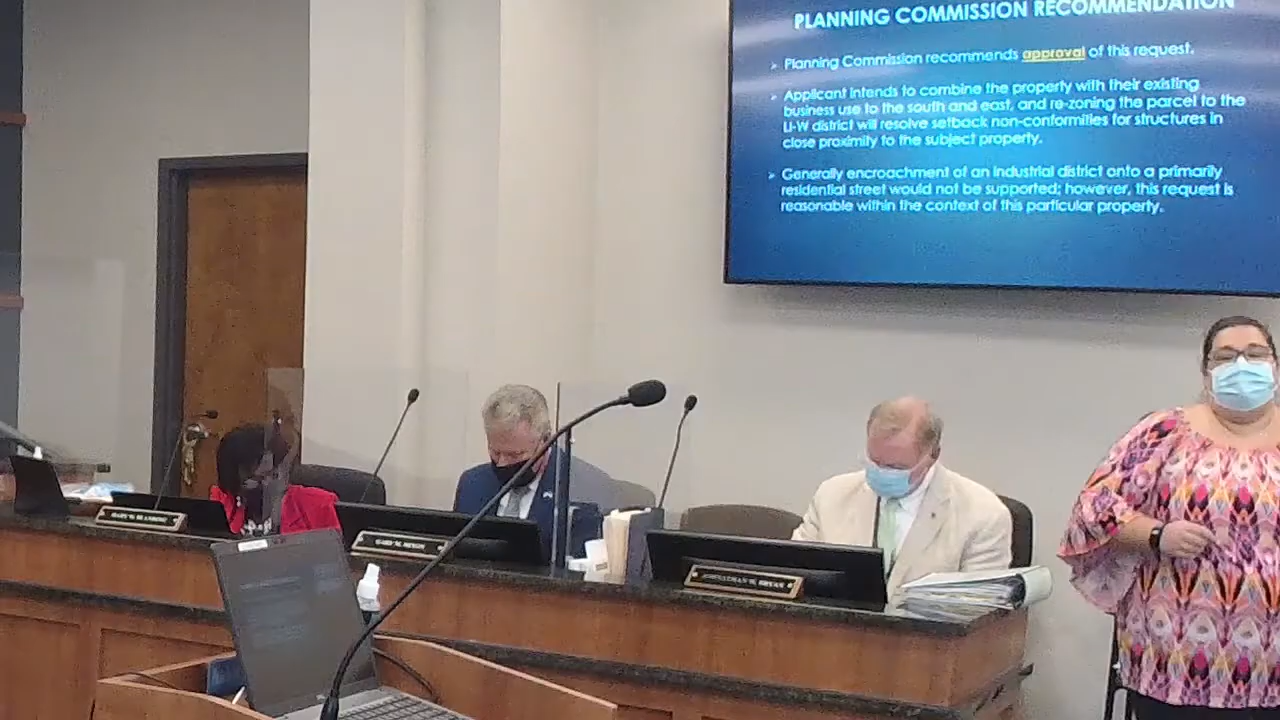 PLANNING COMMISSION RECOMMENDATION
➢ Planning Commission recommends approval of this request.
➢ Applicant intends to combine the property with their existing
business use to the south and east, and re-zoning the parcel to the
LI-W district will resolve setback non-conformities for structures in
close proximity to the subject property.
➢ Generally encroachment of an industrial district onto a primarily
residential street would not be supported; however, this request is
reasonable within the context of this particular property.
GARY M.
BRYAN